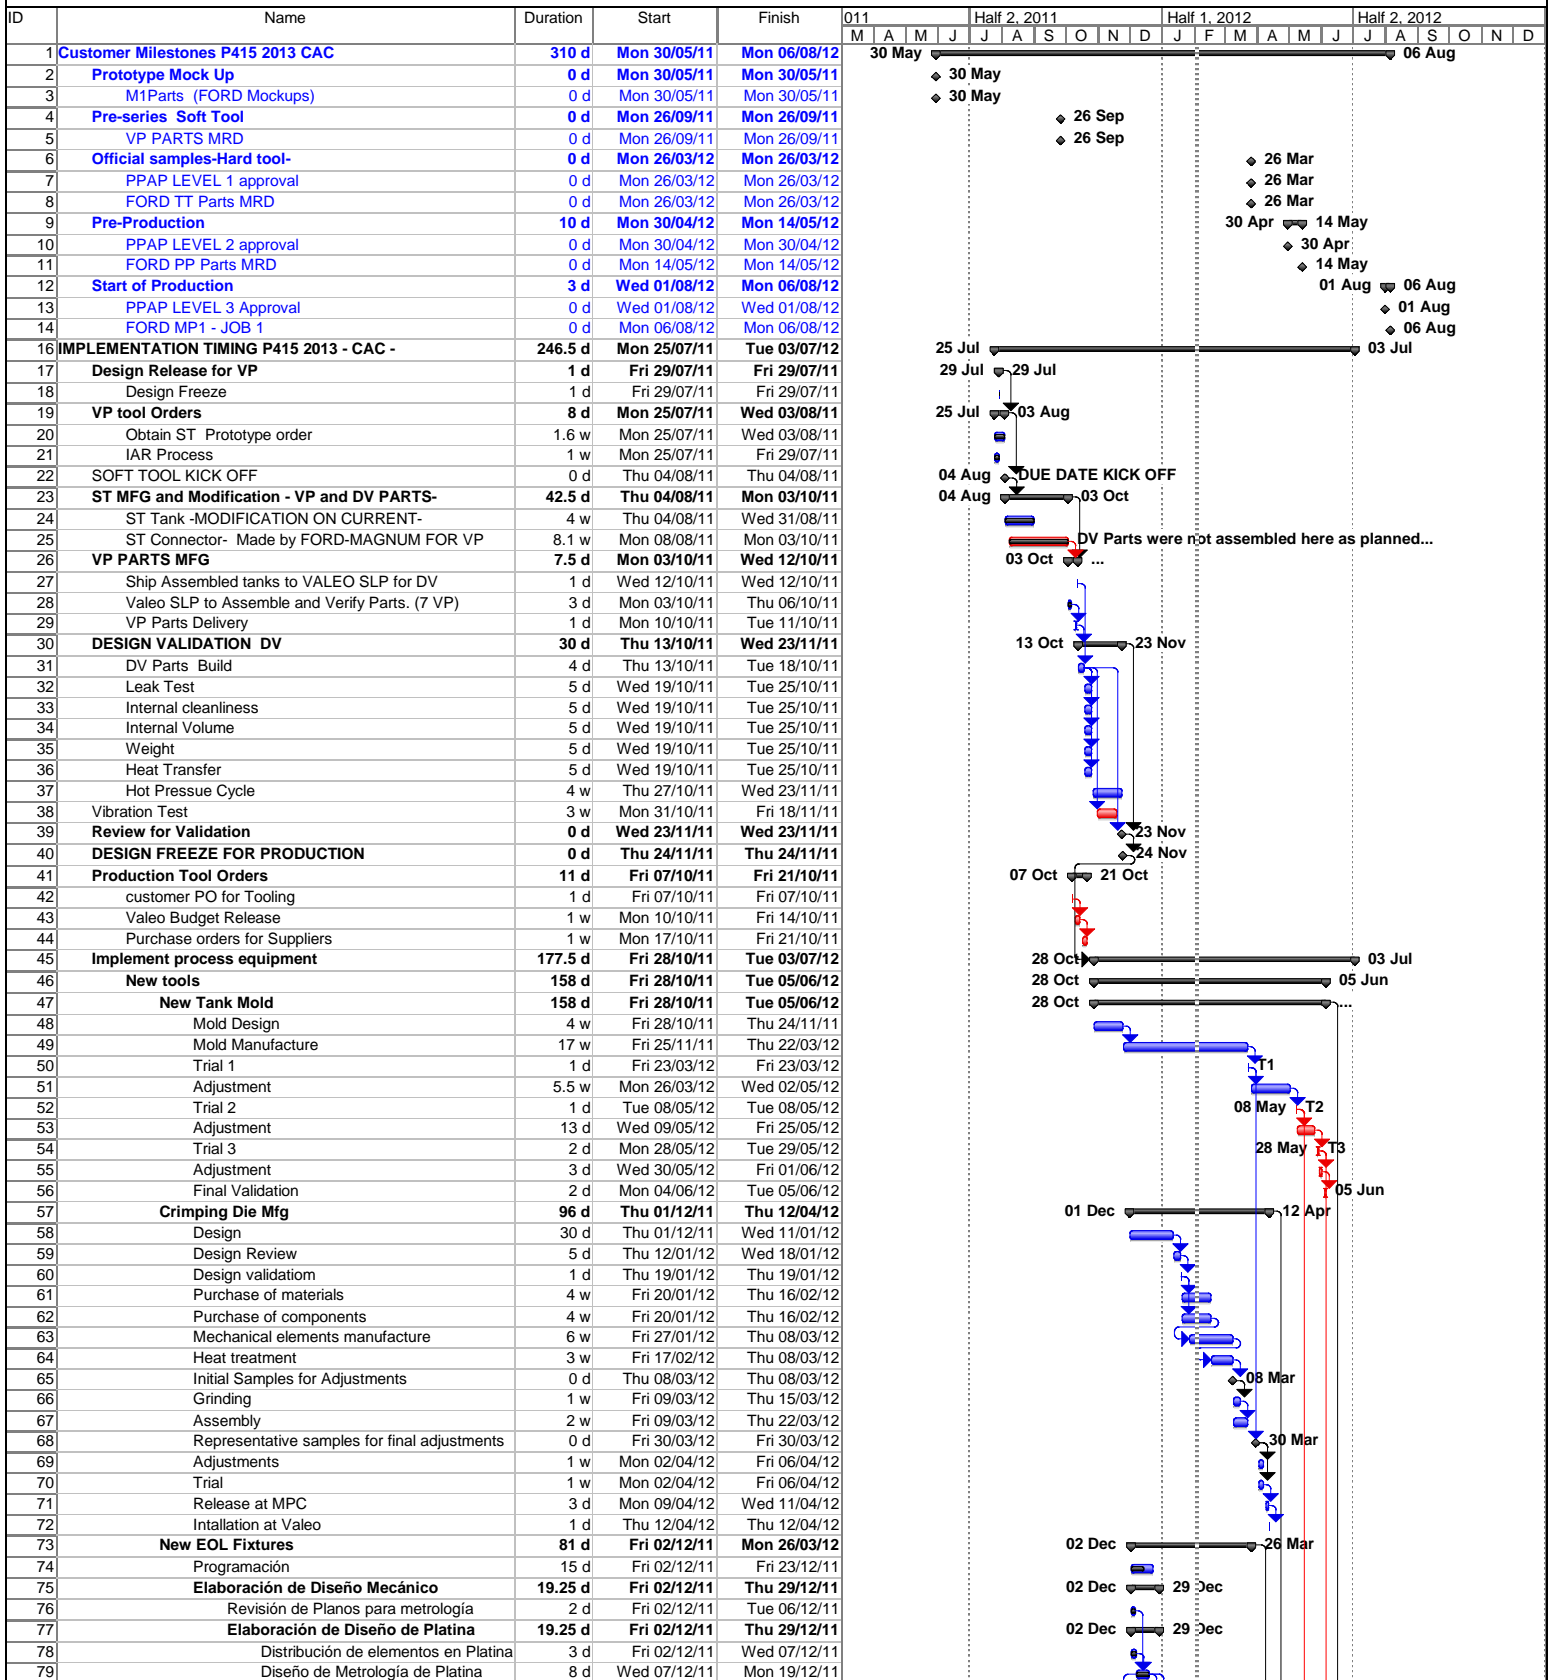 ID Name Duration Start Finish 011 Half 2, 2011 Half 1, 2012 Half 2, 2012
M A M J J A S O N D J F M A M J J A S O N D
1 Customer Milestones P415 2013 CAC 310 d Mon 30/05/11 Mon 06/08/12 30 May 06 Aug
2 Prototype Mock Up 0 d Mon 30/05/11 Mon 30/05/11 30 May
3 M1Parts (FORD Mockups) 0 d Mon 30/05/11 Mon 30/05/11 30 May
4 Pre-series Soft Tool 0 d Mon 26/09/11 Mon 26/09/11 26 Sep
5 VP PARTS MRD 0 d Mon 26/09/11 Mon 26/09/11 26 Sep
6 Official samples-Hard tool- 0 d Mon 26/03/12 Mon 26/03/12 26 Mar
7 PPAP LEVEL 1 approval 0 d Mon 26/03/12 Mon 26/03/12 26 Mar
8 FORD TT Parts MRD 0 d Mon 26/03/12 Mon 26/03/12 26 Mar
9 Pre-Production 10 d Mon 30/04/12 Mon 14/05/12 30 Apr 14 May
10 PPAP LEVEL 2 approval 0 d Mon 30/04/12 Mon 30/04/12 30 Apr
11 FORD PP Parts MRD 0 d Mon 14/05/12 Mon 14/05/12 14 May
12 Start of Production 3 d Wed 01/08/12 Mon 06/08/12 01 Aug 06 Aug
13 PPAP LEVEL 3 Approval 0 d Wed 01/08/12 Wed 01/08/12 01 Aug
14 FORD MP1 - JOB 1 0 d Mon 06/08/12 Mon 06/08/12 06 Aug
16 IMPLEMENTATION TIMING P415 2013 - CAC - 246.5 d Mon 25/07/11 Tue 03/07/12 25 Jul 03 Jul
17 Design Release for VP 1 d Fri 29/07/11 Fri 29/07/11 29 Jul 29 Jul
18 Design Freeze 1 d Fri 29/07/11 Fri 29/07/11
19 VP tool Orders 8 d Mon 25/07/11 Wed 03/08/11 25 Jul 03 Aug
20 Obtain ST Prototype order 1.6 w Mon 25/07/11 Wed 03/08/11
21 IAR Process 1 w Mon 25/07/11 Fri 29/07/11
22 SOFT TOOL KICK OFF 0 d Thu 04/08/11 Thu 04/08/11 04 Aug DUE DATE KICK OFF
23 ST MFG and Modification - VP and DV PARTS- 42.5 d Thu 04/08/11 Mon 03/10/11 04 Aug 03 Oct
24 ST Tank -MODIFICATION ON CURRENT- 4 w Thu 04/08/11 Wed 31/08/11
25 ST Connector- Made by FORD-MAGNUM FOR VP 8.1 w Mon 08/08/11 Mon 03/10/11 DV Parts were not assembled here as planned...
26 VP PARTS MFG 7.5 d Mon 03/10/11 Wed 12/10/11 03 Oct ...
27 Ship Assembled tanks to VALEO SLP for DV 1 d Wed 12/10/11 Wed 12/10/11
28 Valeo SLP to Assemble and Verify Parts. (7 VP) 3 d Mon 03/10/11 Thu 06/10/11
29 VP Parts Delivery 1 d Mon 10/10/11 Tue 11/10/11
30 DESIGN VALIDATION DV 30 d Thu 13/10/11 Wed 23/11/11 13 Oct 23 Nov
31 DV Parts Build 4 d Thu 13/10/11 Tue 18/10/11
32 Leak Test 5 d Wed 19/10/11 Tue 25/10/11
33 Internal cleanliness 5 d Wed 19/10/11 Tue 25/10/11
34 Internal Volume 5 d Wed 19/10/11 Tue 25/10/11
35 Weight 5 d Wed 19/10/11 Tue 25/10/11
36 Heat Transfer 5 d Wed 19/10/11 Tue 25/10/11
37 Hot Pressue Cycle 4 w Thu 27/10/11 Wed 23/11/11
38 Vibration Test 3 w Mon 31/10/11 Fri 18/11/11
39 Review for Validation 0 d Wed 23/11/11 Wed 23/11/11 23 Nov
40 DESIGN FREEZE FOR PRODUCTION 0 d Thu 24/11/11 Thu 24/11/11 24 Nov
41 Production Tool Orders 11 d Fri 07/10/11 Fri 21/10/11 07 Oct 21 Oct
42 customer PO for Tooling 1 d Fri 07/10/11 Fri 07/10/11
43 Valeo Budget Release 1 w Mon 10/10/11 Fri 14/10/11
44 Purchase orders for Suppliers 1 w Mon 17/10/11 Fri 21/10/11
45 Implement process equipment 177.5 d Fri 28/10/11 Tue 03/07/12 28 Oct 03 Jul
46 New tools 158 d Fri 28/10/11 Tue 05/06/12 28 Oct 05 Jun
47 New Tank Mold 158 d Fri 28/10/11 Tue 05/06/12 28 Oct ...
48 Mold Design 4 w Fri 28/10/11 Thu 24/11/11
49 Mold Manufacture 17 w Fri 25/11/11 Thu 22/03/12
50 Trial 1 1 d Fri 23/03/12 Fri 23/03/12 T1
51 Adjustment 5.5 w Mon 26/03/12 Wed 02/05/12
52 Trial 2 1 d Tue 08/05/12 Tue 08/05/12 08 May T2
53 Adjustment 13 d Wed 09/05/12 Fri 25/05/12
54 Trial 3 2 d Mon 28/05/12 Tue 29/05/12 28 May T3
55 Adjustment 3 d Wed 30/05/12 Fri 01/06/12
56 Final Validation 2 d Mon 04/06/12 Tue 05/06/12 05 Jun
57 Crimping Die Mfg 96 d Thu 01/12/11 Thu 12/04/12 01 Dec 12 Apr
58 Design 30 d Thu 01/12/11 Wed 11/01/12
59 Design Review 5 d Thu 12/01/12 Wed 18/01/12
60 Design validatiom 1 d Thu 19/01/12 Thu 19/01/12
61 Purchase of materials 4 w Fri 20/01/12 Thu 16/02/12
62 Purchase of components 4 w Fri 20/01/12 Thu 16/02/12
63 Mechanical elements manufacture 6 w Fri 27/01/12 Thu 08/03/12
64 Heat treatment 3 w Fri 17/02/12 Thu 08/03/12
65 Initial Samples for Adjustments 0 d Thu 08/03/12 Thu 08/03/12 08 Mar
66 Grinding 1 w Fri 09/03/12 Thu 15/03/12
67 Assembly 2 w Fri 09/03/12 Thu 22/03/12
68 Representative samples for final adjustments 0 d Fri 30/03/12 Fri 30/03/12 30 Mar
69 Adjustments 1 w Mon 02/04/12 Fri 06/04/12
70 Trial 1 w Mon 02/04/12 Fri 06/04/12
71 Release at MPC 3 d Mon 09/04/12 Wed 11/04/12
72 Intallation at Valeo 1 d Thu 12/04/12 Thu 12/04/12
73 New EOL Fixtures 81 d Fri 02/12/11 Mon 26/03/12 02 Dec 26 Mar
74 Programación 15 d Fri 02/12/11 Fri 23/12/11
75 Elaboración de Diseño Mecánico 19.25 d Fri 02/12/11 Thu 29/12/11 02 Dec 29 Dec
76 Revisión de Planos para metrología 2 d Fri 02/12/11 Tue 06/12/11
77 Elaboración de Diseño de Platina 19.25 d Fri 02/12/11 Thu 29/12/11 02 Dec 29 Dec
78 Distribución de elementos en Platina 3 d Fri 02/12/11 Wed 07/12/11
79 Diseño de Metrología de Platina 8 d Wed 07/12/11 Mon 19/12/11